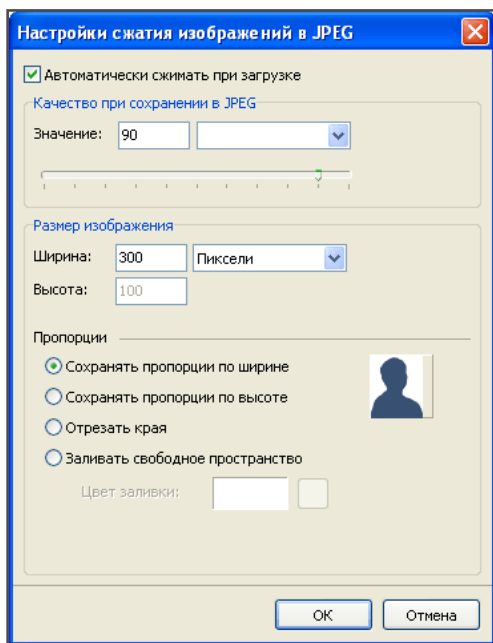 Настройки сжатия изображений в JPEG
Автоматически сжимать при загрузке
Качество при сохранении в JPEG
Значение: 90
Размер изображения
Ширина: 300 Пиксели
Высота: 100
Пропорции
Сохранять пропорции по ширине
Сохранять пропорции по высоте
Отрезать края
Заливать свободное пространство
Цвет заливки:
ОК Отмена